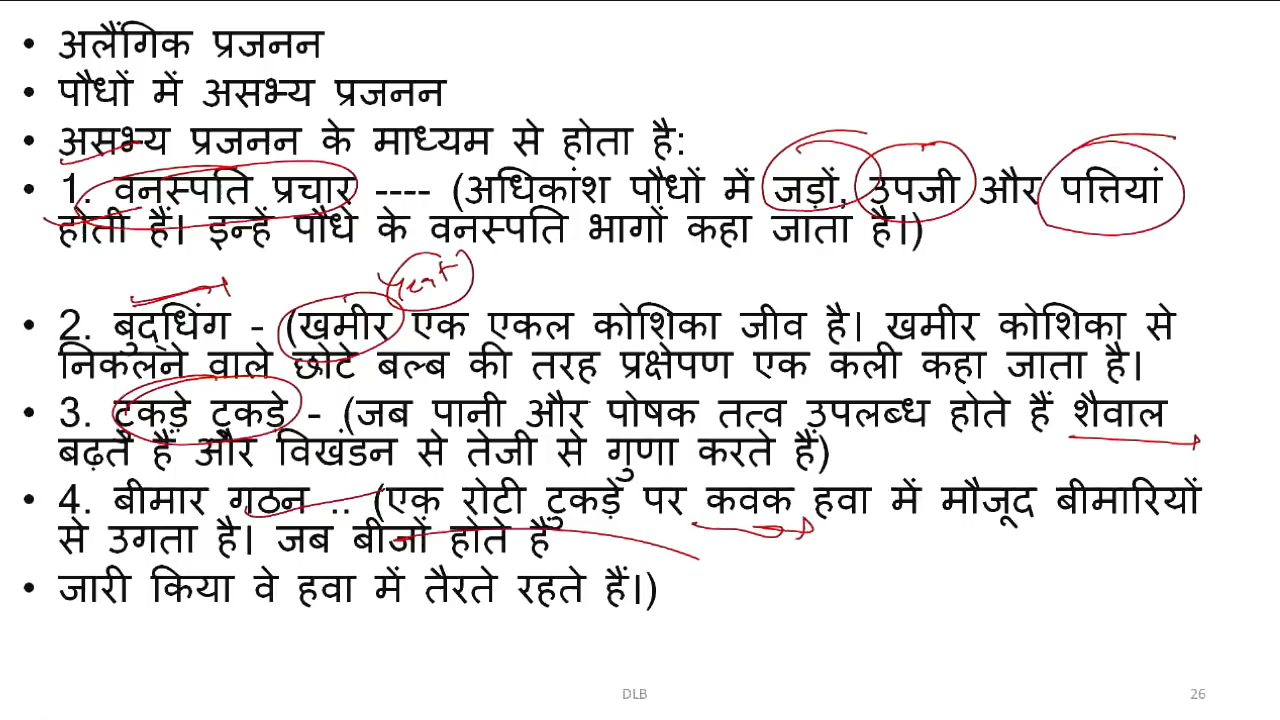 • अलैंगिक प्रजनन
• पौधों में असभ्य प्रजनन
• असभ्य प्रजनन के माध्यम से होता है:
• 1. वनस्पति प्रचार ---- (अधिकांश पौधों में जड़ों, उपजी और पत्तियां
होती हैं। इन्हें पौधे के वनस्पति भागों कहा जाता है।)
Yeast
• 2. बुद्धिंग - (खमीर एक एकल कोशिका जीव है। खमीर कोशिका से
निकलने वाले छोटे बल्ब की तरह प्रक्षेपण एक कली कहा जाता है।
• 3. टुकड़े टुकड़े - (जब पानी और पोषक तत्व उपलब्ध होते हैं शैवाल
बढ़ते हैं और विखंडन से तेजी से गुणा करते हैं)
• 4. बीमार गठन .. (एक रोटी टुकड़े पर कवक हवा में मौजूद बीमारियों
से उगता है। जब बीजों होते हैं
• जारी किया वे हवा में तैरते रहते हैं।)
DLB
26